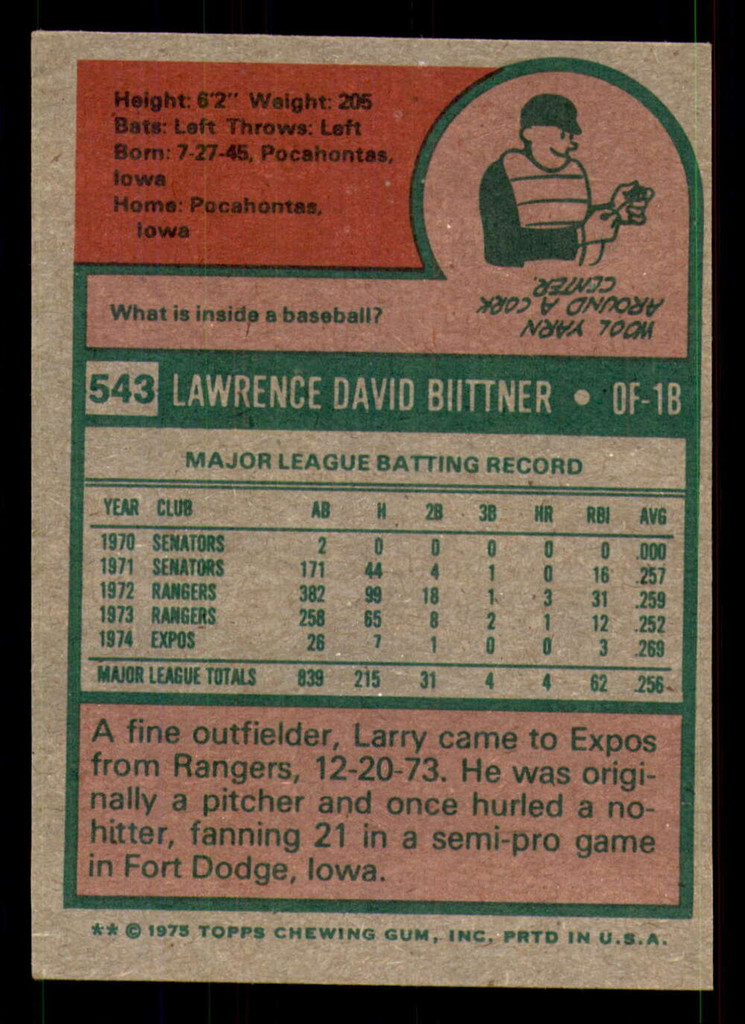 Height: 6'2" Weight: 205
Bats: Left Throws: Left
Born: 7-27-45, Pocahontas,
Iowa
Home: Pocahontas,
Iowa
What is inside a baseball?
WOOL YARN
AROUND A CORK
CENTER.
543 LAWRENCE DAVID BIITTNER • OF-1B
MAJOR LEAGUE BATTING RECORD
YEAR CLUB AB H 2B 3B HR RBI AVG
1970 SENATORS 2 0 0 0 0 0 .000
1971 SENATORS 171 44 4 1 0 16 .257
1972 RANGERS 382 99 18 1 3 31 .259
1973 RANGERS 258 65 8 2 1 12 .252
1974 EXPOS 26 7 1 0 0 3 .269
MAJOR LEAGUE TOTALS 839 215 31 4 4 62 .256
A fine outfielder, Larry came to Expos
from Rangers, 12-20-73. He was origi-
nally a pitcher and once hurled a no-
hitter, fanning 21 in a semi-pro game
in Fort Dodge, Iowa.
** © 1975 TOPPS CHEWING GUM, INC. PRTD IN U.S.A.